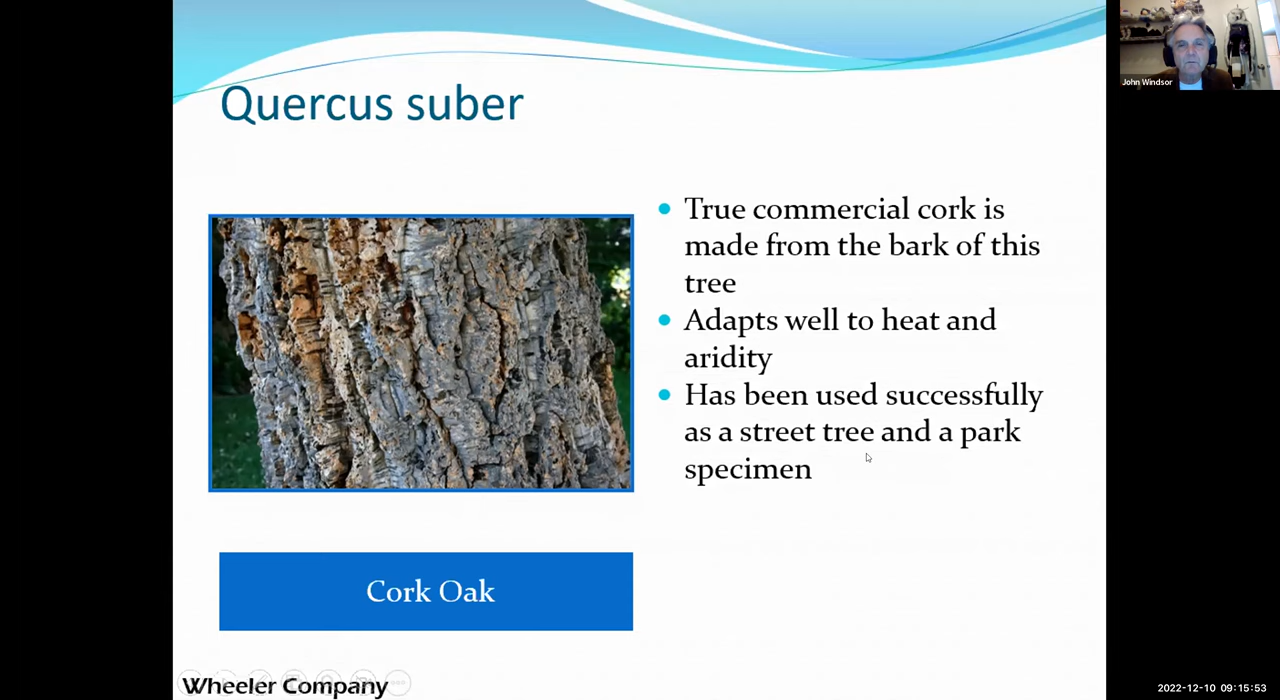 John Windsor
Quercus suber
True commercial cork is
made from the bark of this
tree
Adapts well to heat and
aridity
Has been used successfully
as a street tree and a park
specimen
Cork Oak
Wheeler Company
2022-12-10 09:15:53